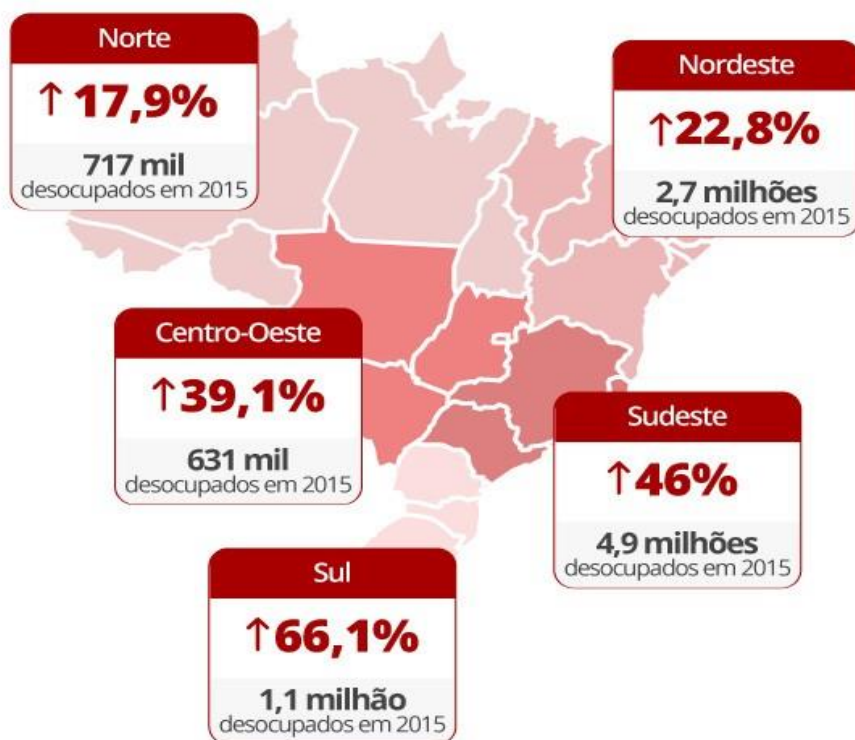 Norte
↑ 17,9%
717 mil
desocupados em 2015
Nordeste
↑22,8%
2,7 milhões
desocupados em 2015
Centro-Oeste
↑39,1%
631 mil
desocupados em 2015
Sudeste
↑46%
4,9 milhões
desocupados em 2015
Sul
↑66,1%
1,1 milhão
desocupados em 2015